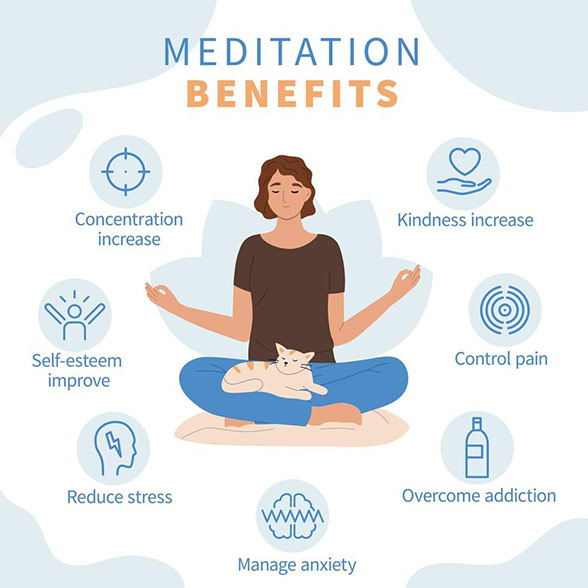 MEDITATION
BENEFITS
Concentration
increase
Kindness increase
Self-esteem
improve
Control pain
Reduce stress
Overcome addiction
Manage anxiety